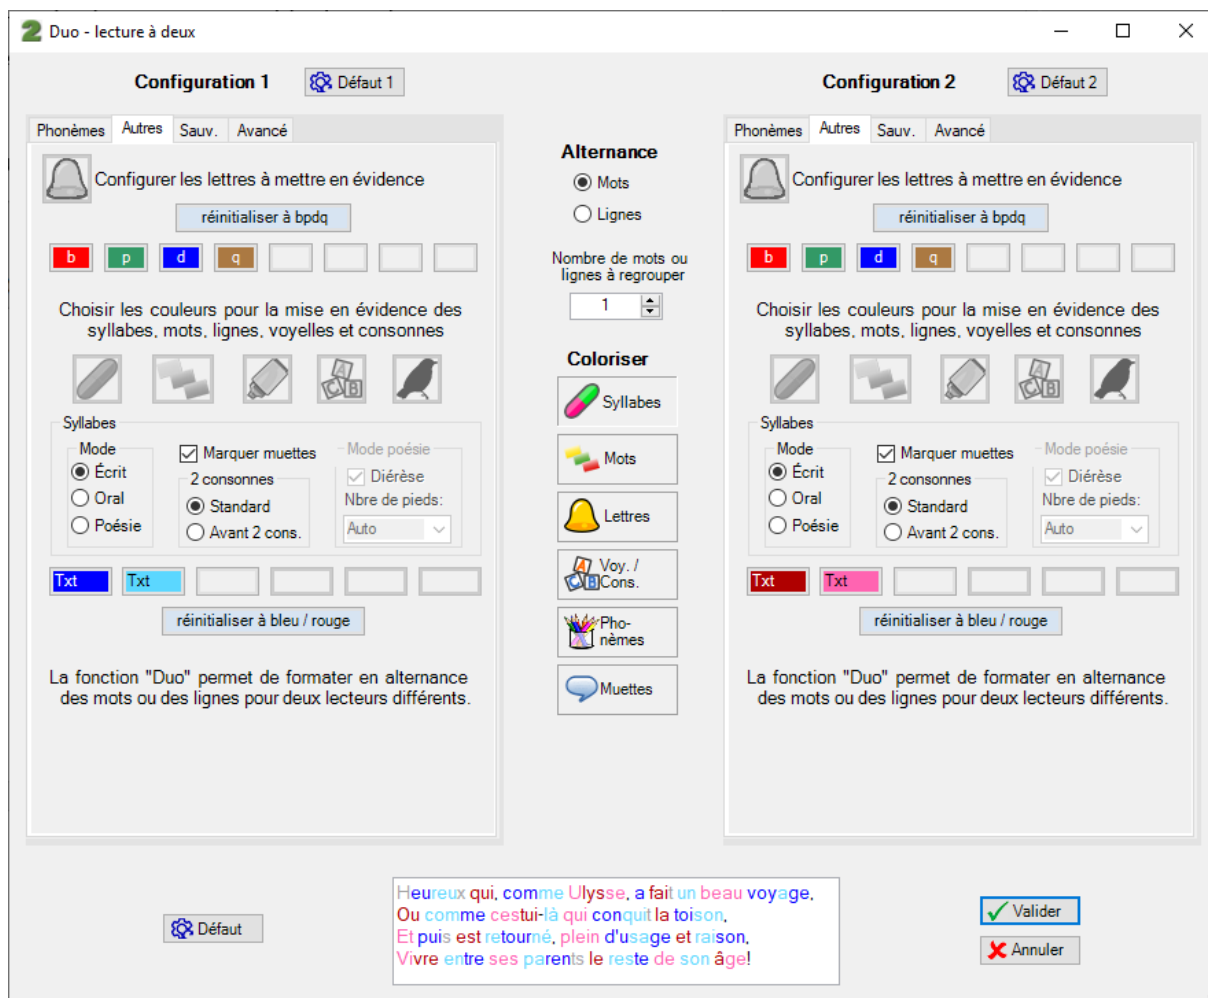 2 Duo - lecture à deux
Configuration 1
Défaut 1
Configuration 2
Défaut 2
Phonèmes Autres Sauv. Avancé
Configurer les lettres à mettre en évidence
réinitialiser à bpdq
b p d q
Choisir les couleurs pour la mise en évidence des
syllabes, mots, lignes, voyelles et consonnes
A C B
Syllabes
Mode
Écrit
Oral
Poésie
Marquer muettes
2 consonnes
Standard
Avant 2 cons.
Mode poésie
Diérèse
Nbre de pieds:
Auto
Txt Txt
réinitialiser à bleu / rouge
La fonction "Duo" permet de formater en alternance
des mots ou des lignes pour deux lecteurs différents.
Alternance
Mots
Lignes
Nombre de mots ou
lignes à regrouper
1
Coloriser
Syllabes
Mots
Lettres
A C B
Voy. /
Cons.
Pho-
nèmes
Muettes
Phonèmes Autres Sauv. Avancé
Configurer les lettres à mettre en évidence
réinitialiser à bpdq
b p d q
Choisir les couleurs pour la mise en évidence des
syllabes, mots, lignes, voyelles et consonnes
A C B
Syllabes
Mode
Écrit
Oral
Poésie
Marquer muettes
2 consonnes
Standard
Avant 2 cons.
Mode poésie
Diérèse
Nbre de pieds:
Auto
Txt Txt
réinitialiser à bleu / rouge
La fonction "Duo" permet de formater en alternance
des mots ou des lignes pour deux lecteurs différents.
Défaut
Heureux qui, comme Ulysse, a fait un beau voyage,
Ou comme cestui-là qui conquit la toison,
Et puis est retourné, plein d'usage et raison,
Vivre entre ses parents le reste de son âge!
Valider
Annuler